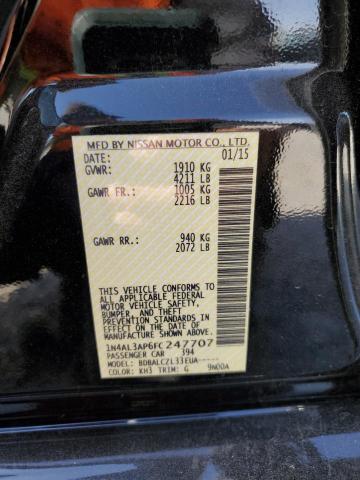 MFD BY NISSAN MOTOR CO., LTD.
DATE: 01/15
GVWR: 1910 KG
4211 LB
GAWR FR: 1005 KG
2216 LB
GAWR RR: 940 KG
2072 LB
THIS VEHICLE CONFORMS TO
ALL APPLICABLE FEDERAL
MOTOR VEHICLE SAFETY,
BUMPER, AND THEFT
PREVENTION STANDARDS IN
EFFECT ON THE DATE OF
MANUFACTURE SHOWN
ABOVE.
1N4AL3AP6FC247707
PASSENGER CAR 394
MODEL: BDBALCZL33EUA-----
COLOR: KH3 TRIM: G 9N00A